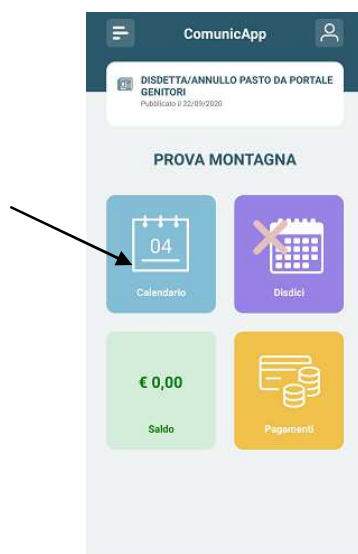 ComunicApp
DISDETTA/ANNULLO PASTO DA PORTALE
GENITORI
Pubblicato il 22/09/2020
PROVA MONTAGNA
04
Calendario
Disdici
€ 0,00
Saldo
Pagamenti